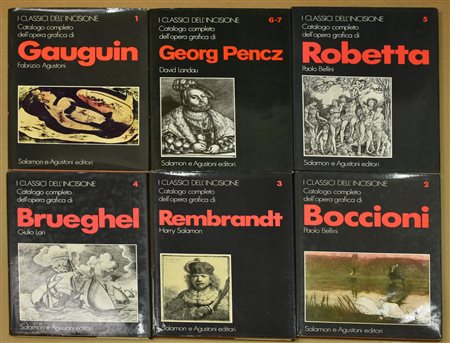 I CLASSICI DELL'INCISIONE 1
Catalogo completo
dell'opera grafica di
Gauguin
Fabrizio Agustoni
Salamon e Agustoni editori
I CLASSICI DELL'INCISIONE 6-7
Catalogo completo
dell'opera grafica di
Georg Pencz
David Landau
Salamon e Agustoni editori
I CLASSICI DELL'INCISIONE 5
Catalogo completo
dell'opera grafica di
Robetta
Paolo Bellini
Salamon e Agustoni editori
I CLASSICI DELL'INCISIONE 4
Catalogo completo
dell'opera grafica di
Brueghel
Giulio Lari
Salamon e Agustoni editori
I CLASSICI DELL'INCISIONE 3
Catalogo completo
dell'opera grafica di
Rembrandt
Harry Salamon
Salamon e Agustoni editori
I CLASSICI DELL'INCISIONE 2
Catalogo completo
dell'opera grafica di
Boccioni
Paolo Bellini
Salamon e Agustoni editori